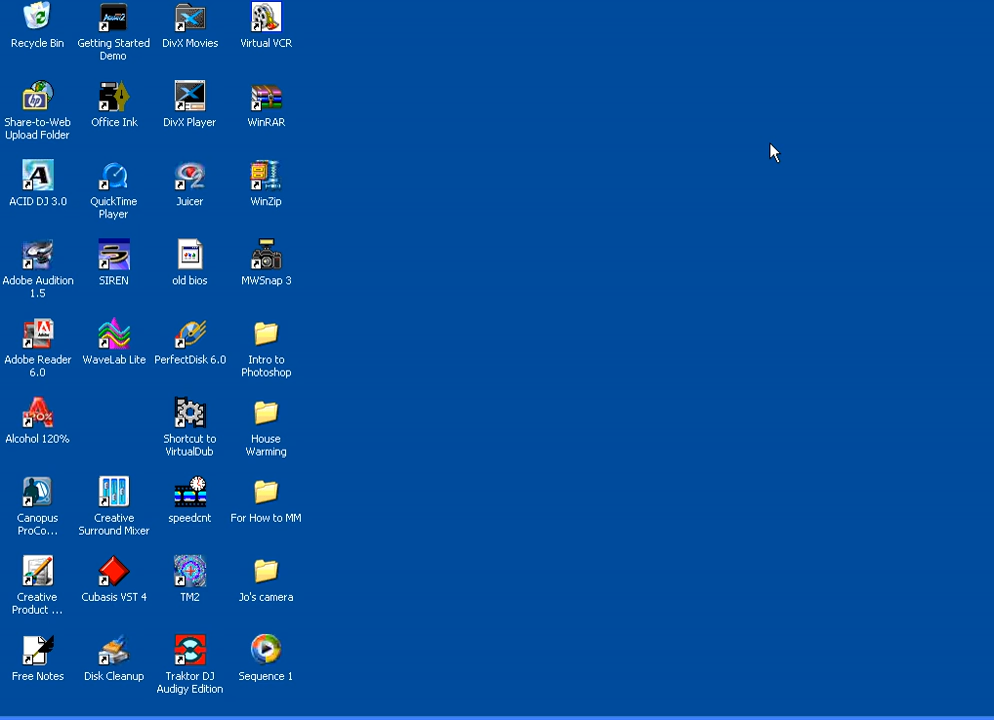 Recycle Bin
Getting Started
Demo
DivX Movies
Virtual VCR
Share-to-Web
Upload Folder
Office Ink
DivX Player
WinRAR
ACID DJ 3.0
QuickTime
Player
Juicer
WinZip
Adobe Audition
1.5
SIREN
old bios
MWSnap 3
Adobe Reader
6.0
WaveLab Lite
PerfectDisk 6.0
Intro to
Photoshop
Alcohol 120%
Shortcut to
VirtualDub
House
Warming
Canopus
ProCo...
Creative
Surround Mixer
speedcnt
For How to MM
Creative
Product ...
Cubasis VST 4
TM2
Jo's camera
Free Notes
Disk Cleanup
Traktor DJ
Audigy Edition
Sequence 1